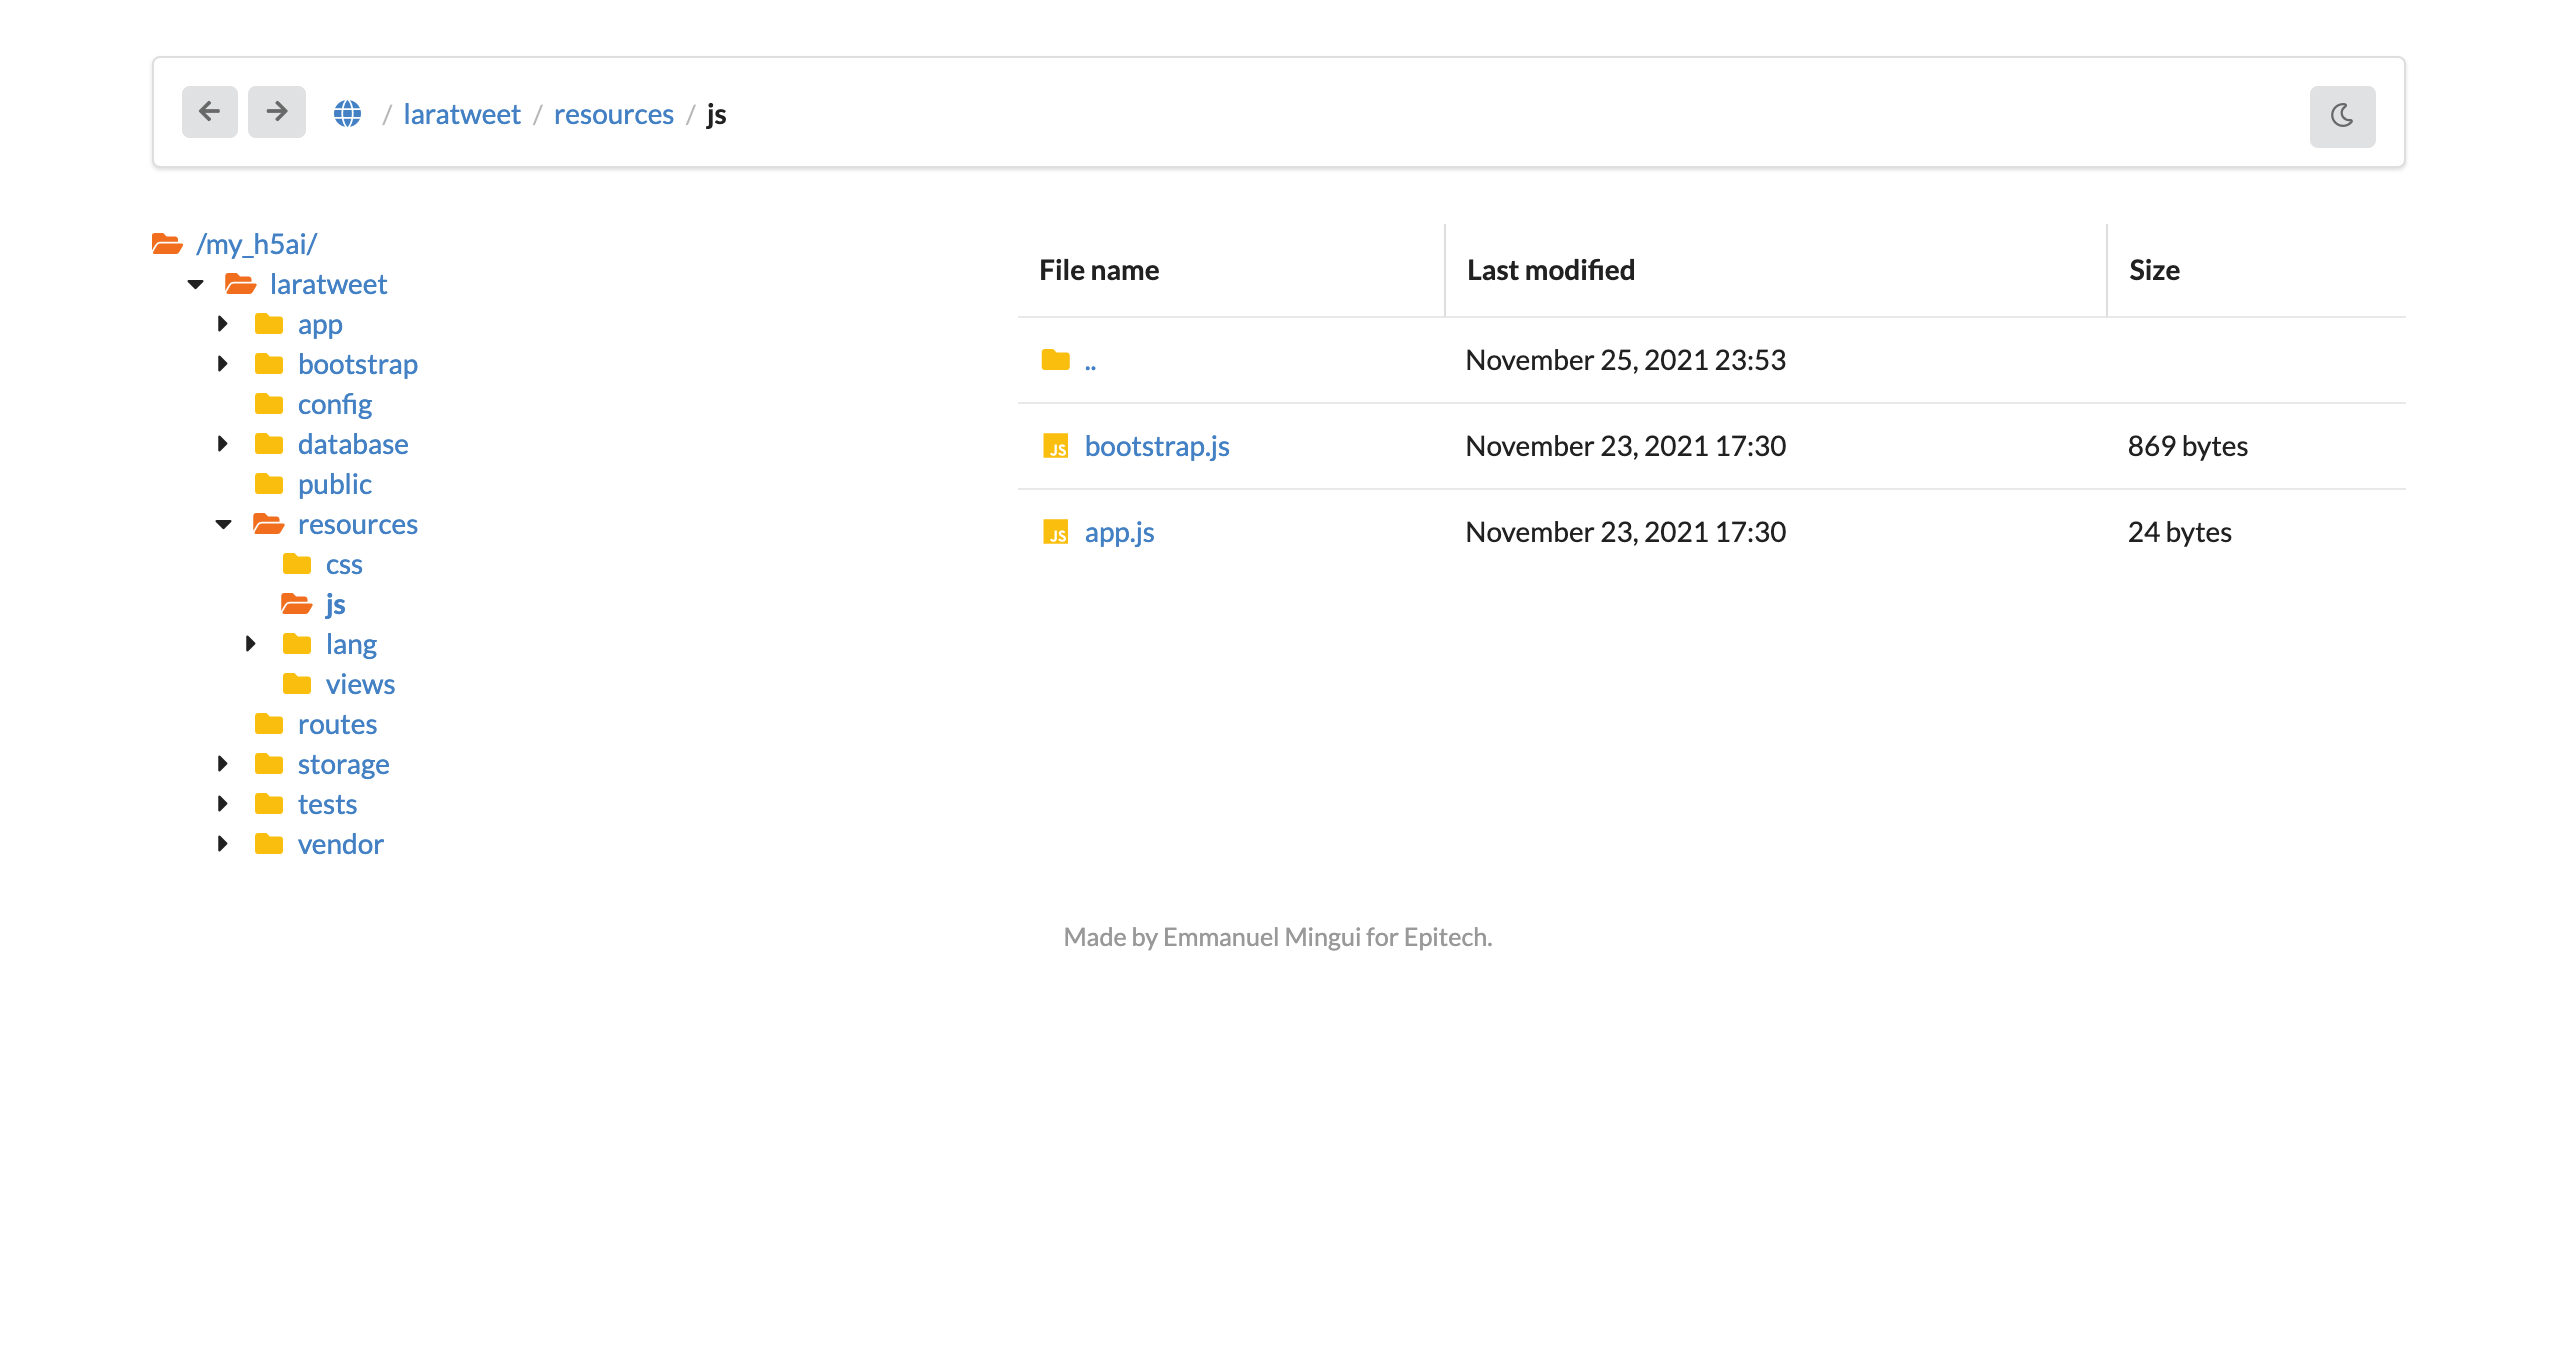 / laratweet / resources / js
/my_h5ai/
laratweet
app
bootstrap
config
database
public
resources
css
js
lang
views
routes
storage
tests
vendor
File name Last modified Size
.. November 25, 2021 23:53
JS bootstrap.js November 23, 2021 17:30 869 bytes
JS app.js November 23, 2021 17:30 24 bytes
Made by Emmanuel Mingui for Epitech.